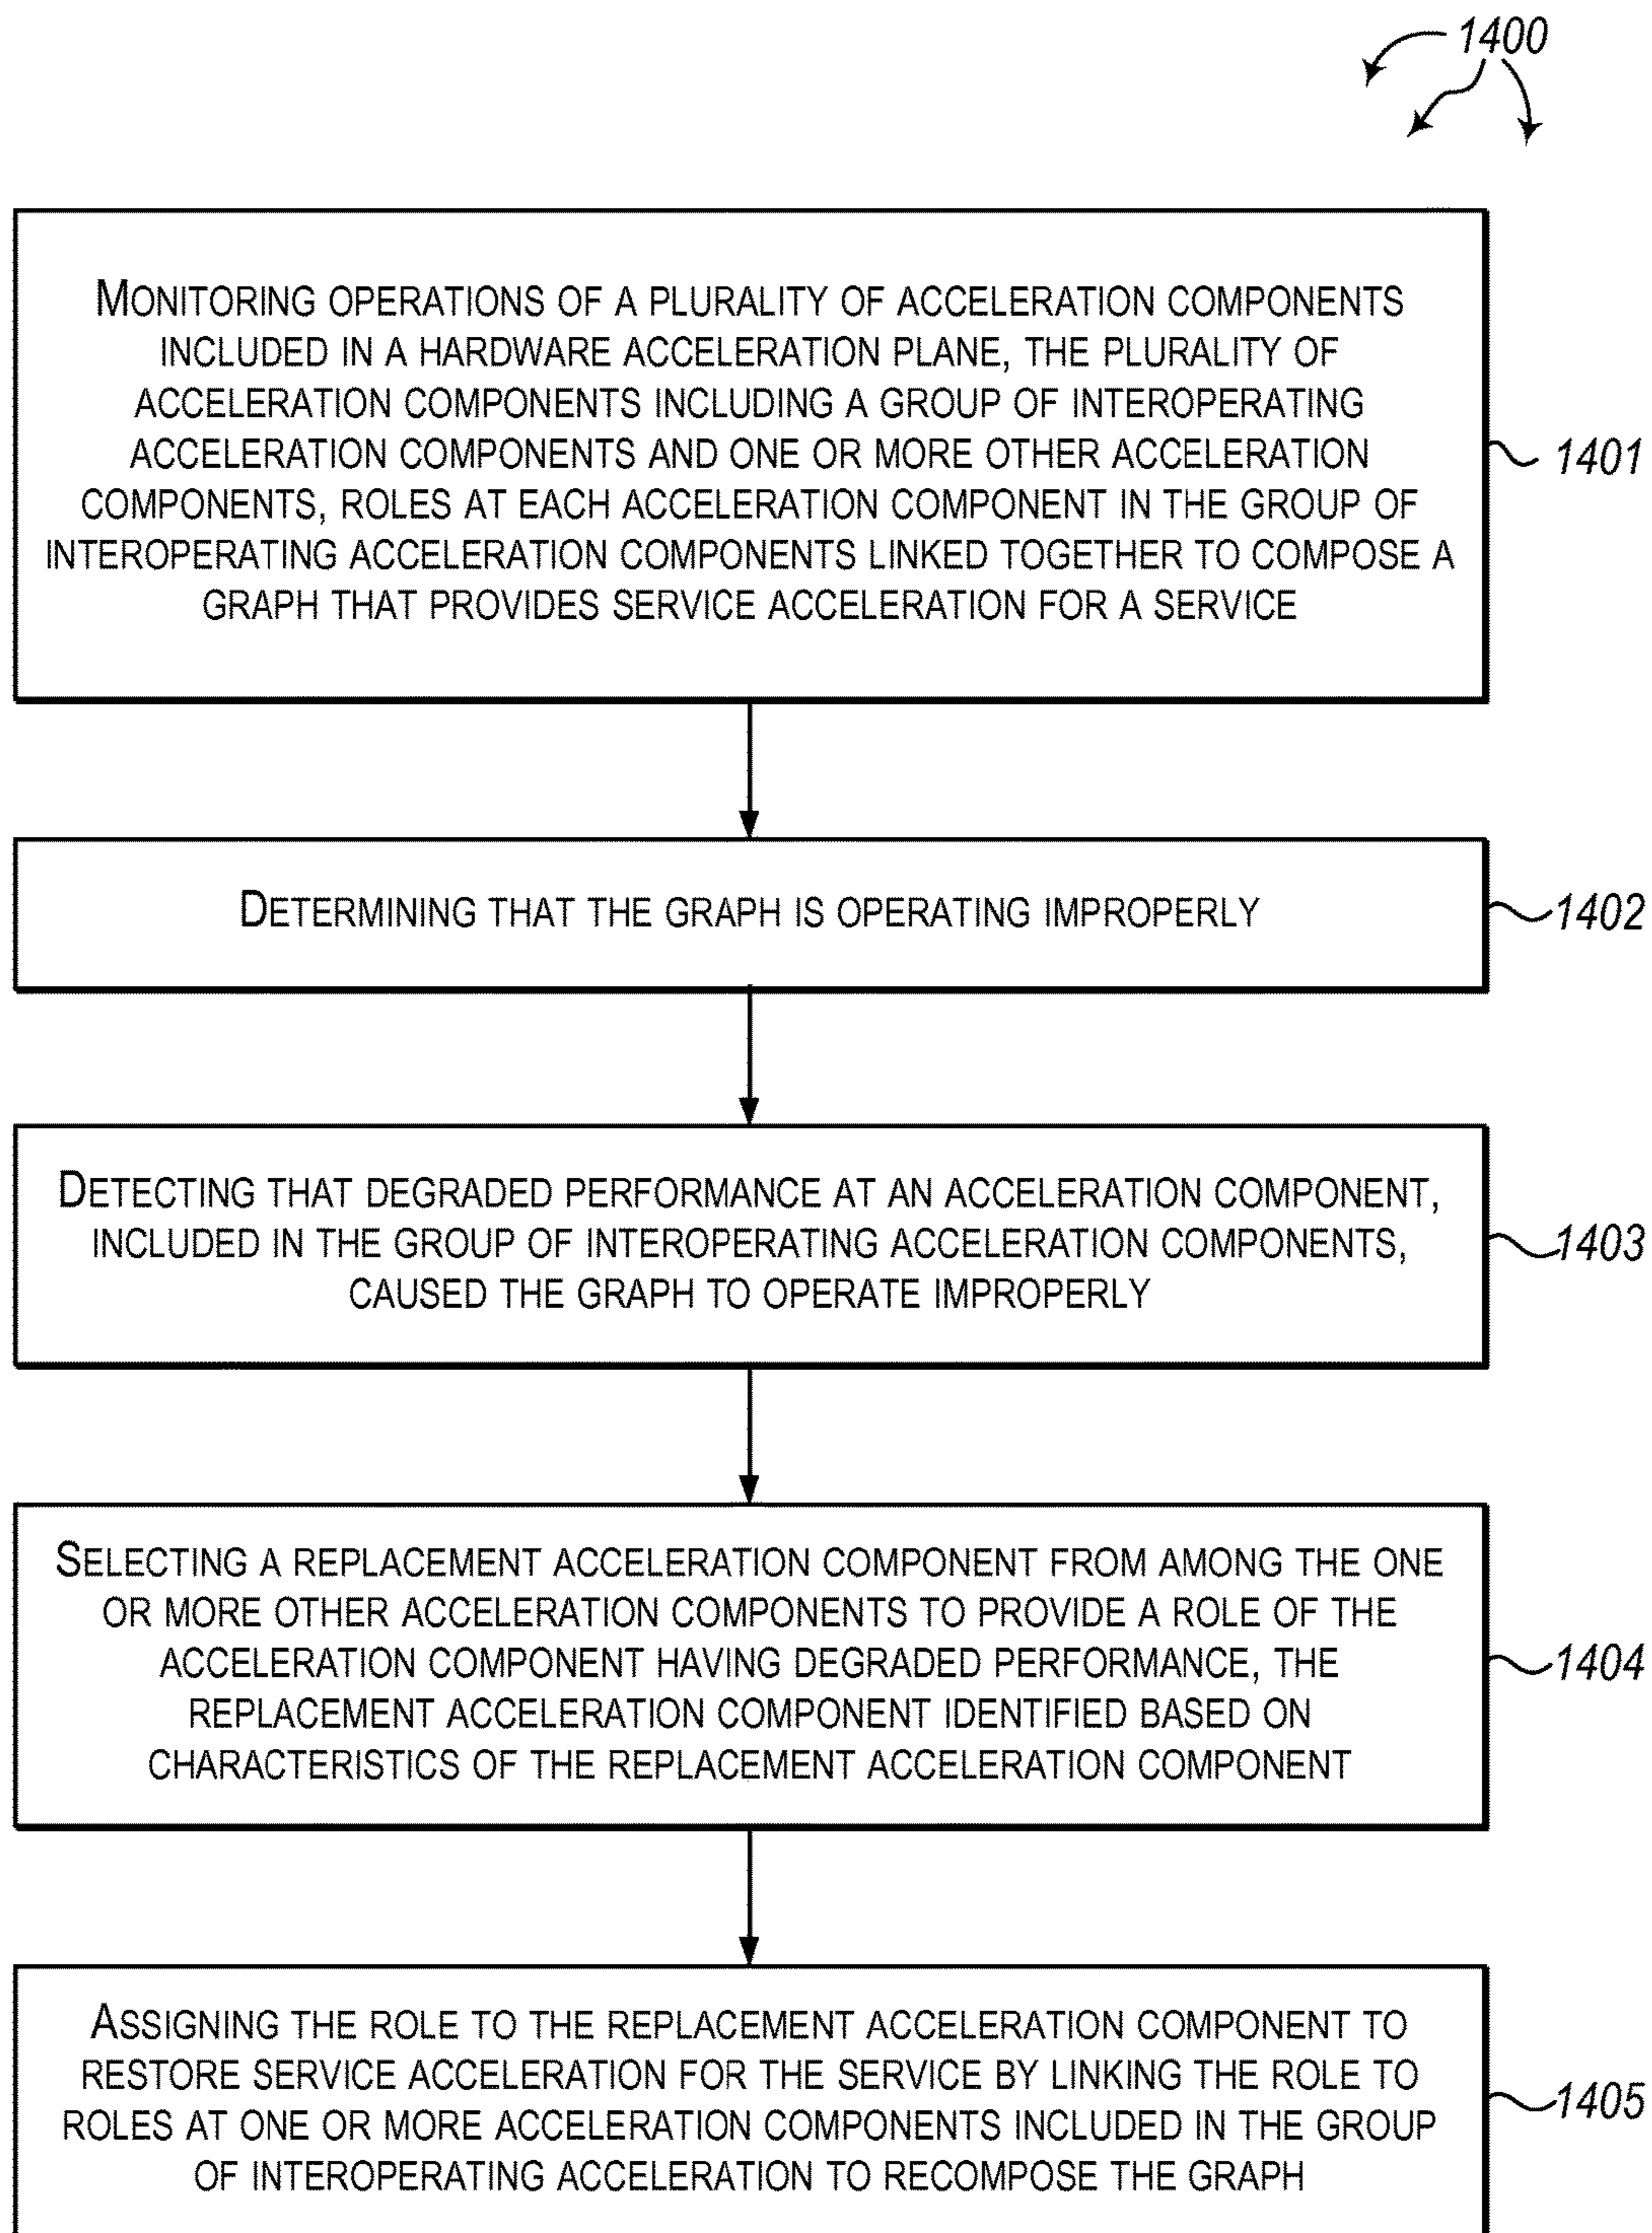 1400
MONITORING OPERATIONS OF A PLURALITY OF ACCELERATION COMPONENTS
INCLUDED IN A HARDWARE ACCELERATION PLANE, THE PLURALITY OF
ACCELERATION COMPONENTS INCLUDING A GROUP OF INTEROPERATING
ACCELERATION COMPONENTS AND ONE OR MORE OTHER ACCELERATION
COMPONENTS, ROLES AT EACH ACCELERATION COMPONENT IN THE GROUP OF
INTEROPERATING ACCELERATION COMPONENTS LINKED TOGETHER TO COMPOSE A
GRAPH THAT PROVIDES SERVICE ACCELERATION FOR A SERVICE
1401
DETERMINING THAT THE GRAPH IS OPERATING IMPROPERLY
1402
DETECTING THAT DEGRADED PERFORMANCE AT AN ACCELERATION COMPONENT,
INCLUDED IN THE GROUP OF INTEROPERATING ACCELERATION COMPONENTS,
CAUSED THE GRAPH TO OPERATE IMPROPERLY
1403
SELECTING A REPLACEMENT ACCELERATION COMPONENT FROM AMONG THE ONE
OR MORE OTHER ACCELERATION COMPONENTS TO PROVIDE A ROLE OF THE
ACCELERATION COMPONENT HAVING DEGRADED PERFORMANCE, THE
REPLACEMENT ACCELERATION COMPONENT IDENTIFIED BASED ON
CHARACTERISTICS OF THE REPLACEMENT ACCELERATION COMPONENT
1404
ASSIGNING THE ROLE TO THE REPLACEMENT ACCELERATION COMPONENT TO
RESTORE SERVICE ACCELERATION FOR THE SERVICE BY LINKING THE ROLE TO
ROLES AT ONE OR MORE ACCELERATION COMPONENTS INCLUDED IN THE GROUP
OF INTEROPERATING ACCELERATION TO RECOMPOSE THE GRAPH
1405